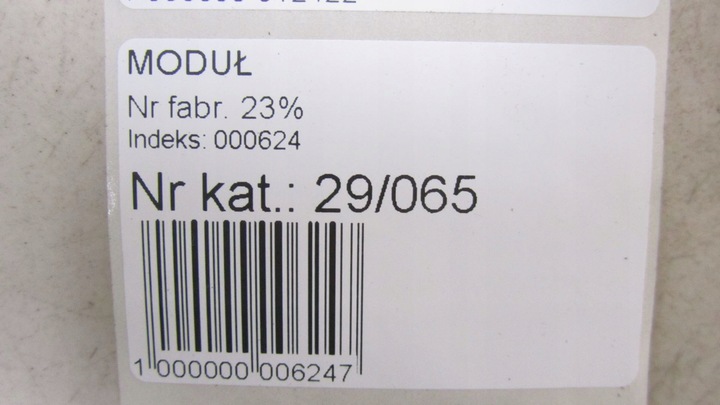 MODUŁ
Nr fabr. 23%
Indeks: 000624
Nr kat.: 29/065
1 000000 006247